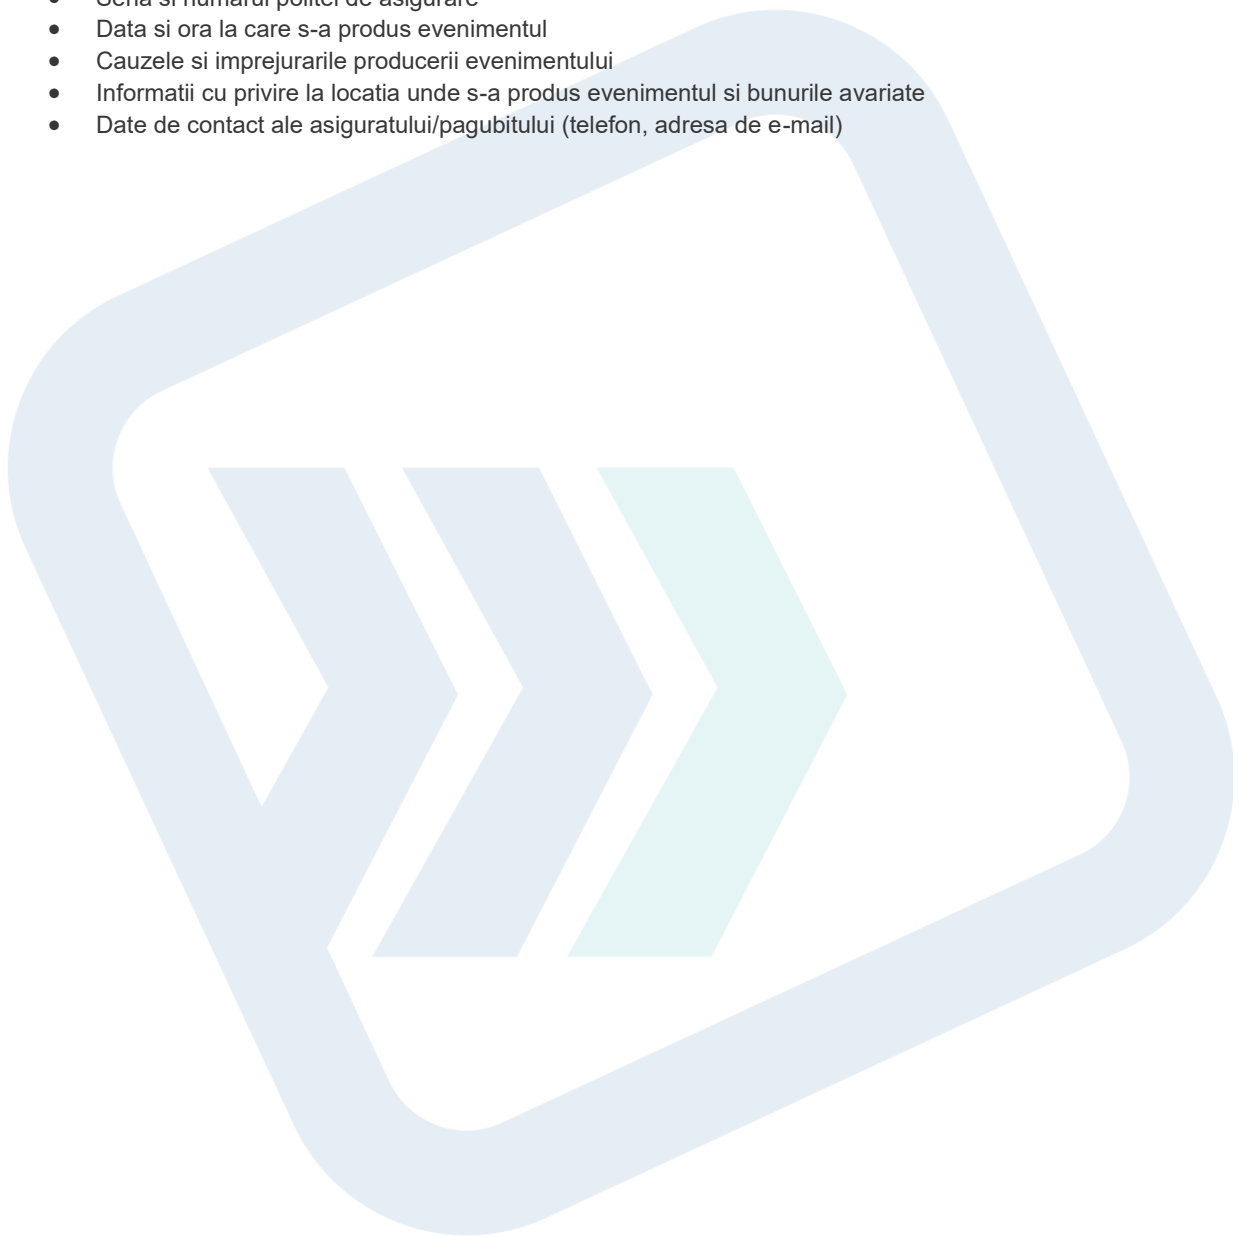 Seria si numarul politei de asigurare
Data si ora la care s-a produs evenimentul
Cauzele si imprejurarile producerii evenimentului
Informatii cu privire la locatia unde s-a produs evenimentul si bunurile avariate
Date de contact ale asiguratului/pagubitului (telefon, adresa de e-mail)